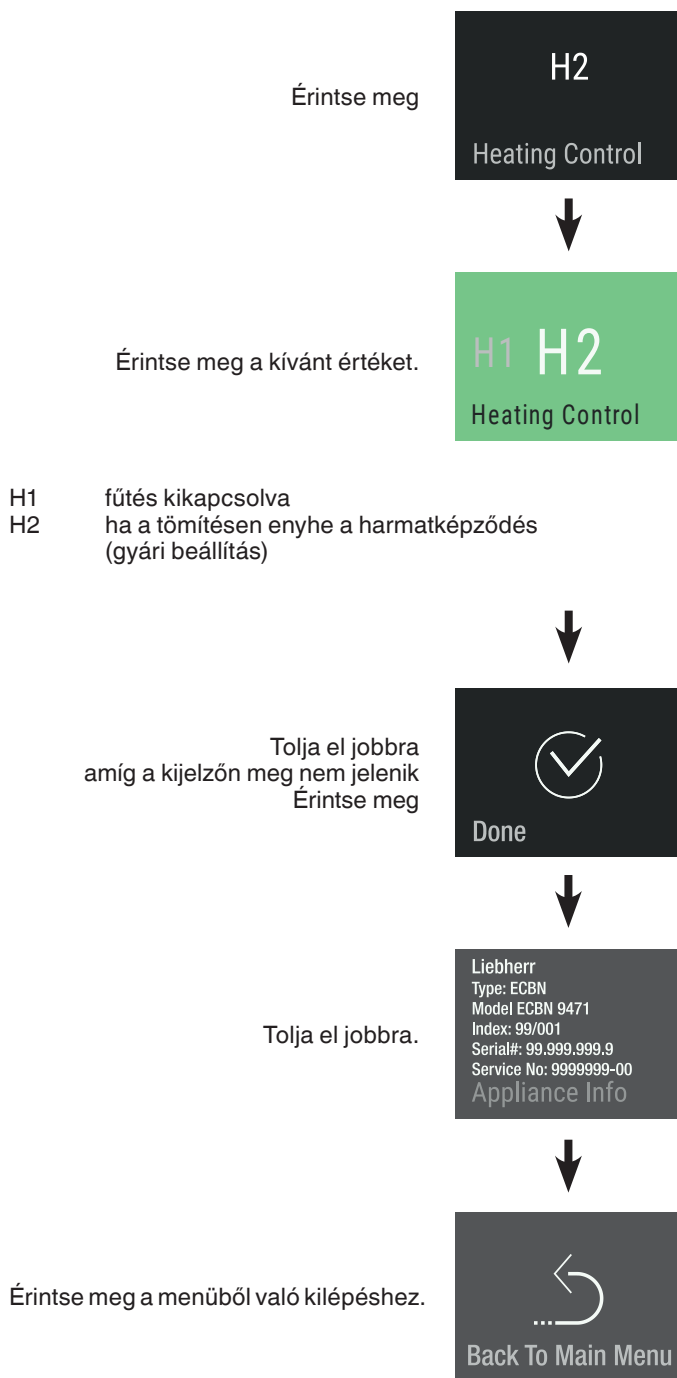 Érintse meg
H2
Heating Control
Érintse meg a kívánt értéket.
H1 H2
Heating Control
H1 fűtés kikapcsolva
H2 ha a tömítésen enyhe a harmatképződés
(gyári beállítás)
Tolja el jobbra
amíg a kijelzőn meg nem jelenik
Érintse meg
Done
Tolja el jobbra.
Liebherr
Type: ECBN
Model ECBN 9471
Index: 99/001
Serial#: 99.999.999.9
Service No: 9999999-00
Appliance Info
Érintse meg a menüből való kilépéshez.
Back To Main Menu